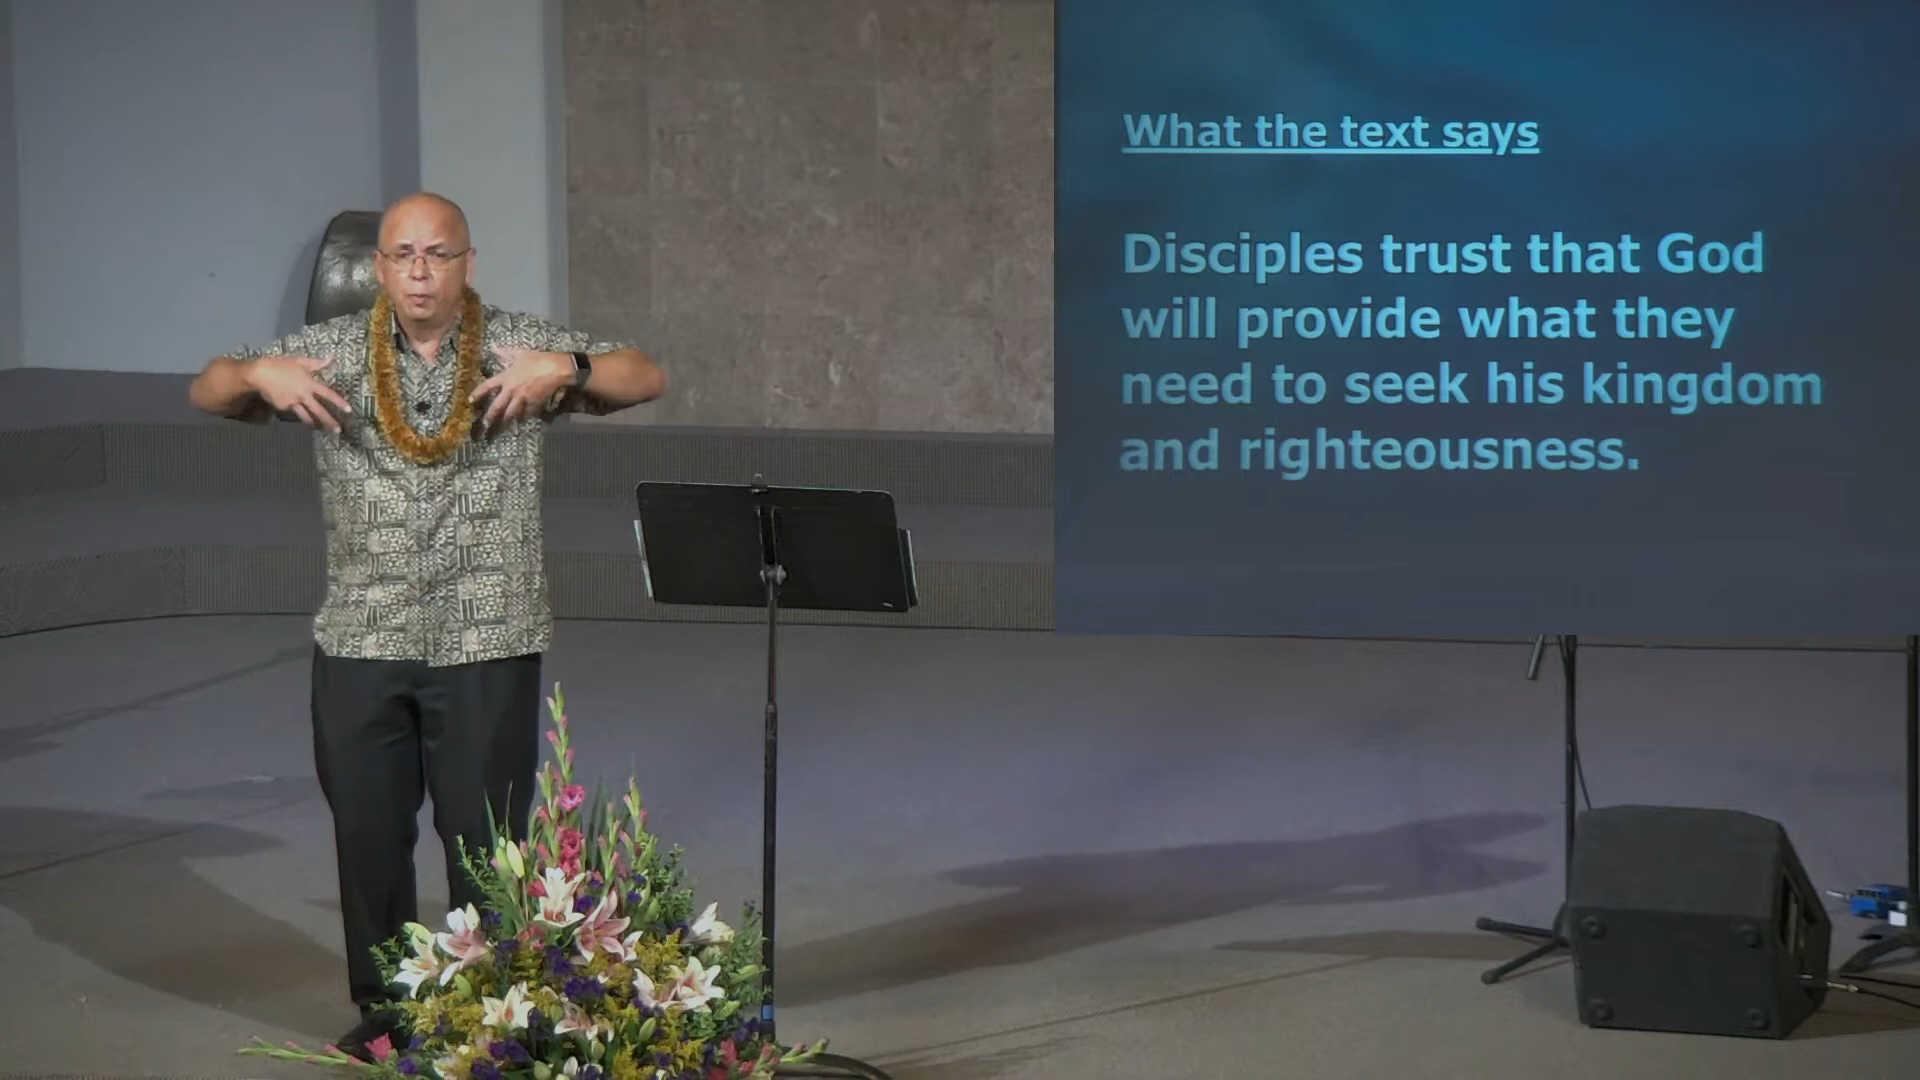 What the text says
Disciples trust that God
will provide what they
need to seek his kingdom
and righteousness.